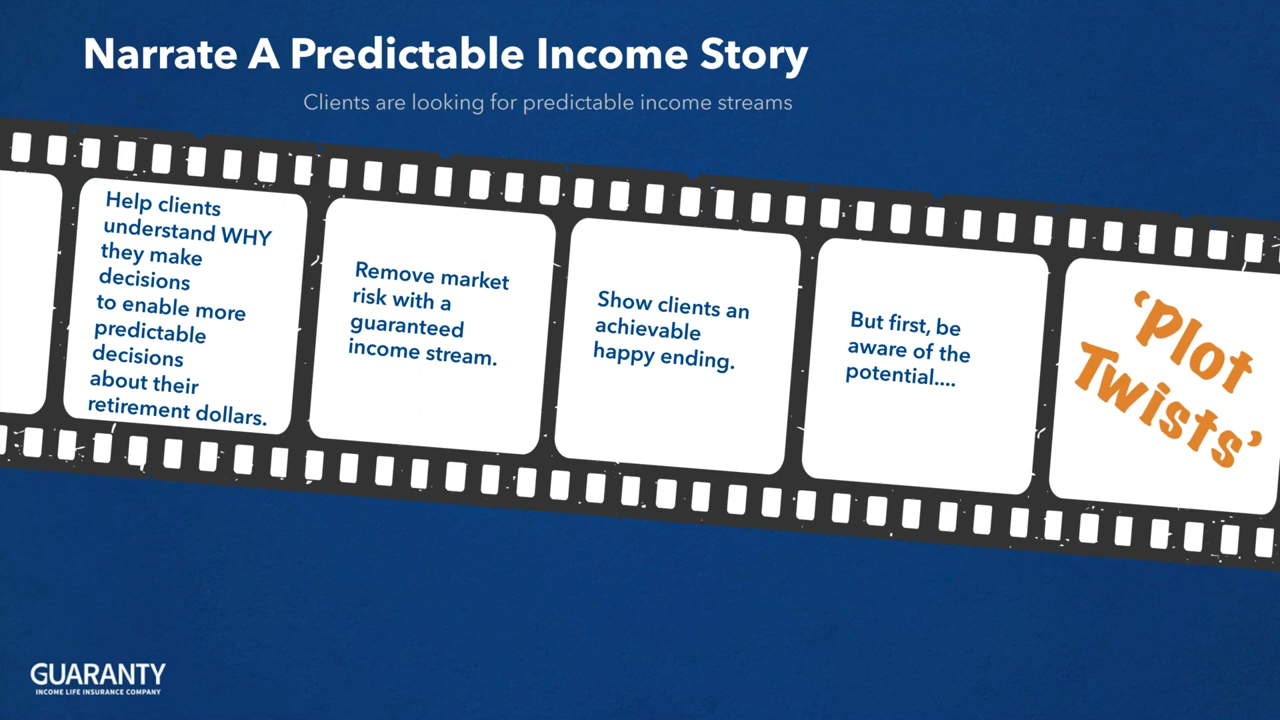 Narrate A Predictable Income Story
Clients are looking for predictable income streams
Help clients
understand WHY
they make
decisions
to enable more
predictable
decisions
about their
retirement dollars.
Remove market
risk with a
guaranteed
income stream.
Show clients an
achievable
happy ending.
But first, be
aware of the
potential....
‘Plot
Twists’
GUARANTY
INCOME LIFE INSURANCE COMPANY